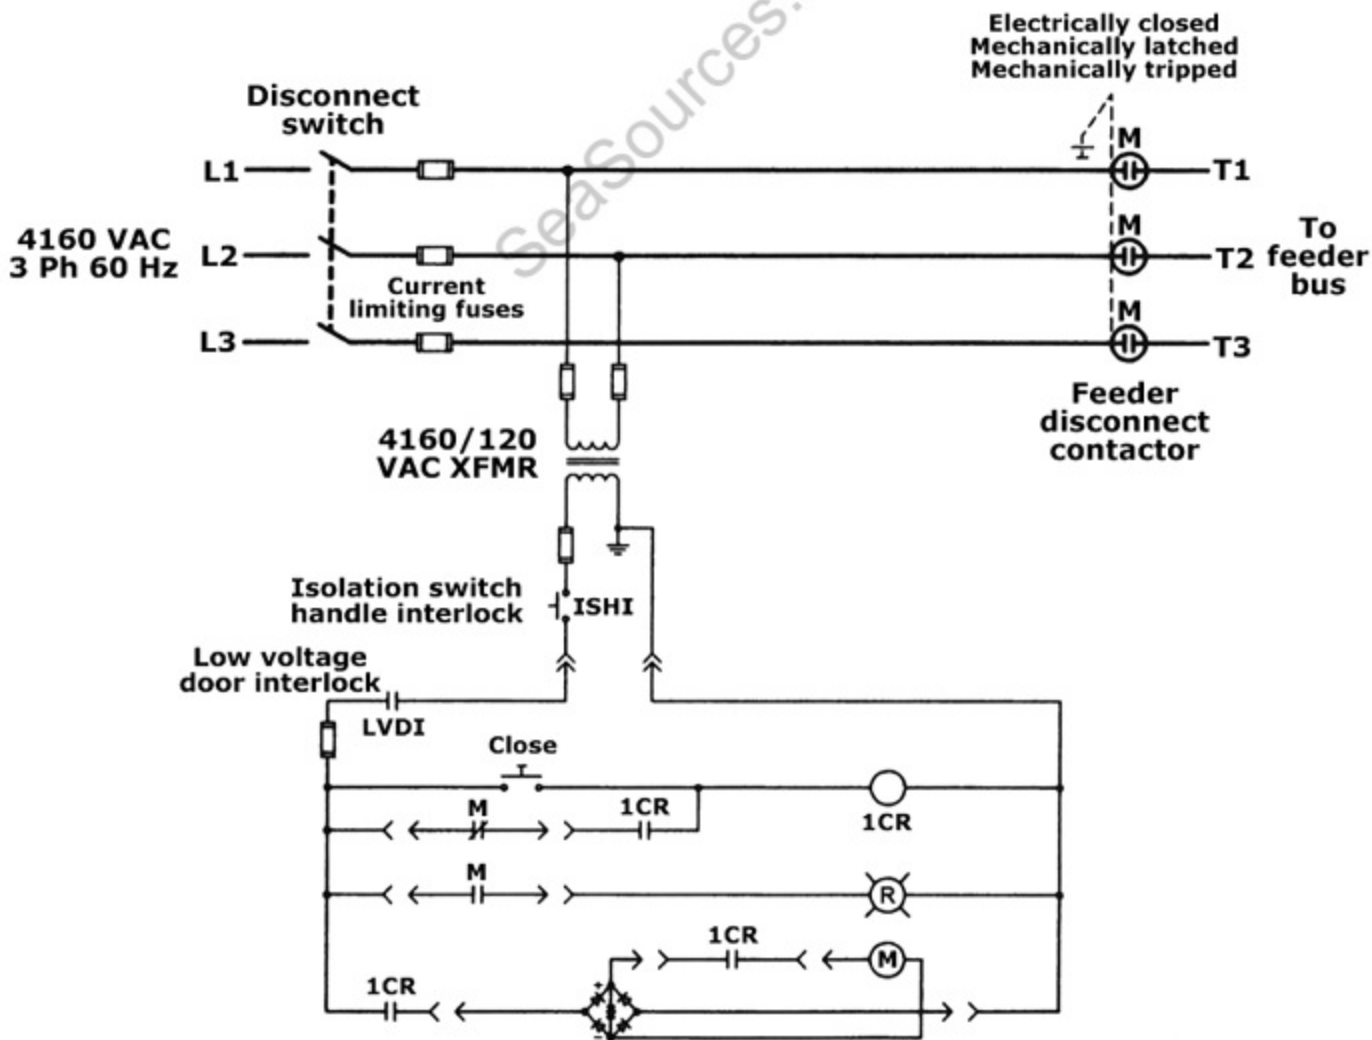 SeaSources.
Electrically closed
Mechanically latched
Mechanically tripped
Disconnect
switch
M
L1
T1
4160 VAC
3 Ph 60 Hz
L2
M
T2
To
feeder
bus
Current
limiting fuses
L3
M
T3
Feeder
disconnect
contactor
4160/120
VAC XFMR
Isolation switch
handle interlock
ISHI
Low voltage
door interlock
LVDI
Close
M
1CR
1CR
M
R
1CR
M
1CR
+
-